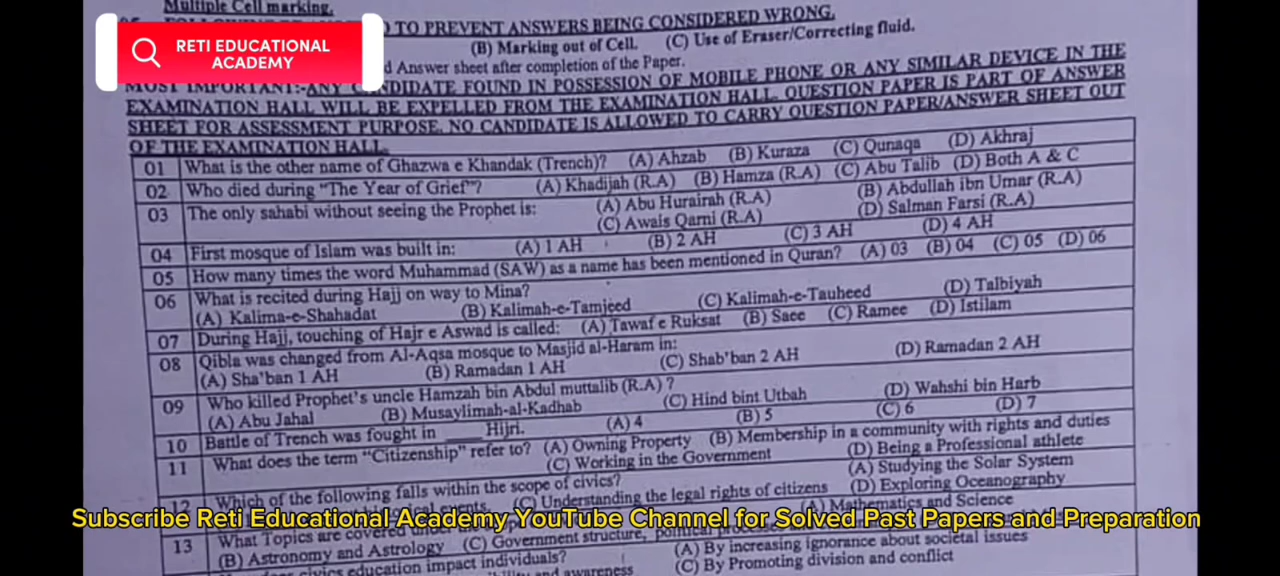 Multiple Cell marking.
TO PREVENT ANSWERS BEING CONSIDERED WRONG.
RETI EDUCATIONAL
ACADEMY
(B) Marking out of Cell. (C) Use of Eraser/Correcting fluid.
Answer sheet after completion of the Paper.
MOST IMPORTANT:-ANY CANDIDATE FOUND IN POSSESSION OF MOBILE PHONE OR ANY SIMILAR DEVICE IN THE
EXAMINATION HALL WILL BE EXPELLED FROM THE EXAMINATION HALL. QUESTION PAPER IS PART OF ANSWER
SHEET FOR ASSESSMENT PURPOSE. NO CANDIDATE IS ALLOWED TO CARRY QUESTION PAPER/ANSWER SHEET OUT
OF THE EXAMINATION HALL.
01 What is the other name of Ghazwa e Khandak (Trench)? (A) Ahzab (B) Kuraza (C) Qunaqa (D) Akhraj
02 Who died during "The Year of Grief"? (A) Khadijah (R.A) (B) Hamza (R.A) (C) Abu Talib (D) Both A & C
03 The only sahabi without seeing the Prophet is: (A) Abu Hurairah (R.A) (B) Abdullah ibn Umar (R.A)
(C) Awais Qarni (R.A) (D) Salman Farsi (R.A)
04 First mosque of Islam was built in: (A) 1 AH (B) 2 AH (C) 3 AH (D) 4 AH
05 How many times the word Muhammad (SAW) as a name has been mentioned in Quran? (A) 03 (B) 04 (C) 05 (D) 06
06 What is recited during Hajj on way to Mina?
(A) Kalima-e-Shahadat (B) Kalimah-e-Tamjeed (C) Kalimah-e-Tauheed (D) Talbiyah
07 During Hajj, touching of Hajr e Aswad is called: (A) Tawaf e Ruksat (B) Saee (C) Ramee (D) Istilam
08 Qibla was changed from Al-Aqsa mosque to Masjid al-Haram in:
(A) Sha'ban 1 AH (B) Ramadan 1 AH (C) Shab'ban 2 AH (D) Ramadan 2 AH
09 Who killed Prophet's uncle Hamzah bin Abdul muttalib (R.A) ?
(A) Abu Jahal (B) Musaylimah-al-Kadhab (C) Hind bint Utbah (D) Wahshi bin Harb
10 Battle of Trench was fought in ____ Hijri. (A) 4 (B) 5 (C) 6 (D) 7
11 What does the term "Citizenship" refer to? (A) Owning Property (B) Membership in a community with rights and duties
(C) Working in the Government (D) Being a Professional athlete
12 Which of the following falls within the scope of civics? (A) Studying the Solar System
(C) Understanding the legal rights of citizens (D) Exploring Oceanography
Subscribe Reti Educational Academy YouTube Channel for Solved Past Papers and Preparation
13 What Topics are covered under (A) Mathematics and Science
(B) Astronomy and Astrology (C) Government structure, political
civics education impact individuals? (A) By increasing ignorance about societal issues
and awareness (C) By Promoting division and conflict